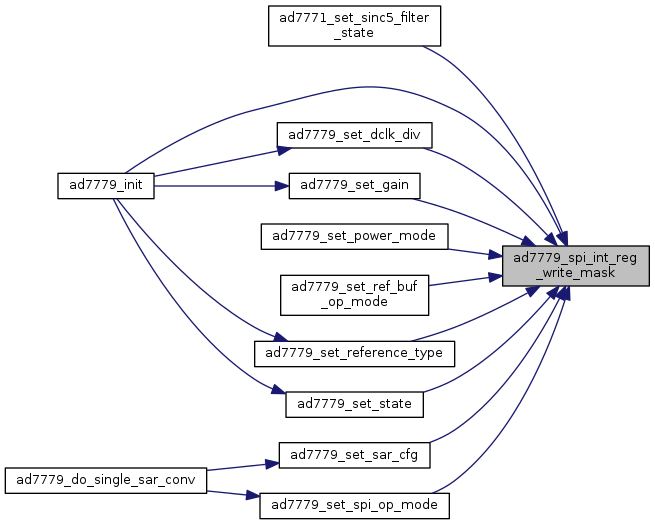 ad7771_set_sinc5_filter
_state
ad7779_set_dclk_div
ad7779_init
ad7779_set_gain
ad7779_set_power_mode
ad7779_spi_int_reg
_write_mask
ad7779_set_ref_buf
_op_mode
ad7779_set_reference_type
ad7779_set_state
ad7779_set_sar_cfg
ad7779_do_single_sar_conv
ad7779_set_spi_op_mode